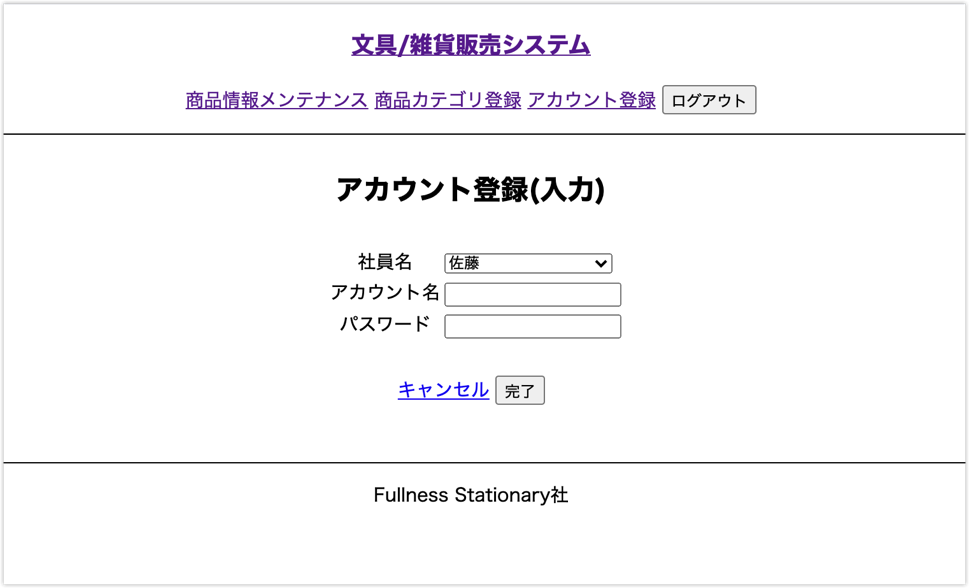 文具/雑貨販売システム
商品情報メンテナンス 商品カテゴリ登録 アカウント登録 ログアウト
アカウント登録(入力)
社員名 佐藤
アカウント名
パスワード
キャンセル 完了
Fullness Stationary社